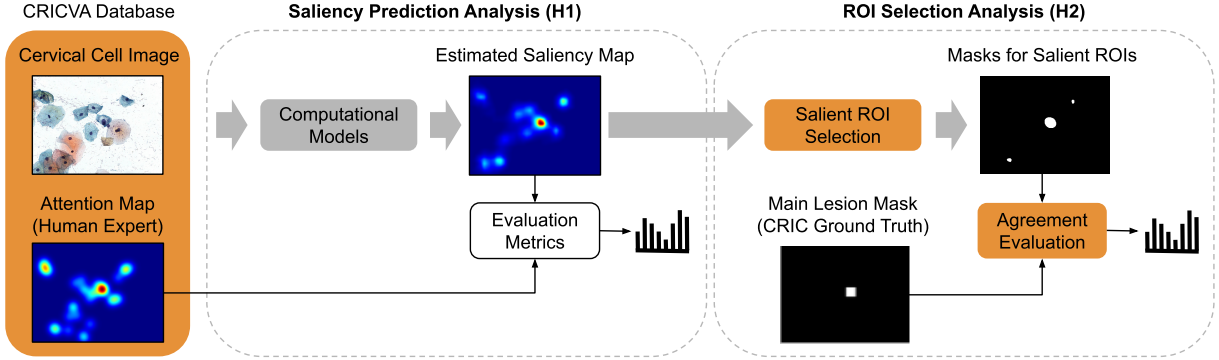 CRICVA Database
Cervical Cell Image
Attention Map
(Human Expert)
Saliency Prediction Analysis (H1)
Computational
Models
Estimated Saliency Map
Evaluation
Metrics
ROI Selection Analysis (H2)
Salient ROI
Selection
Masks for Salient ROIs
Main Lesion Mask
(CRIC Ground Truth)
Agreement
Evaluation